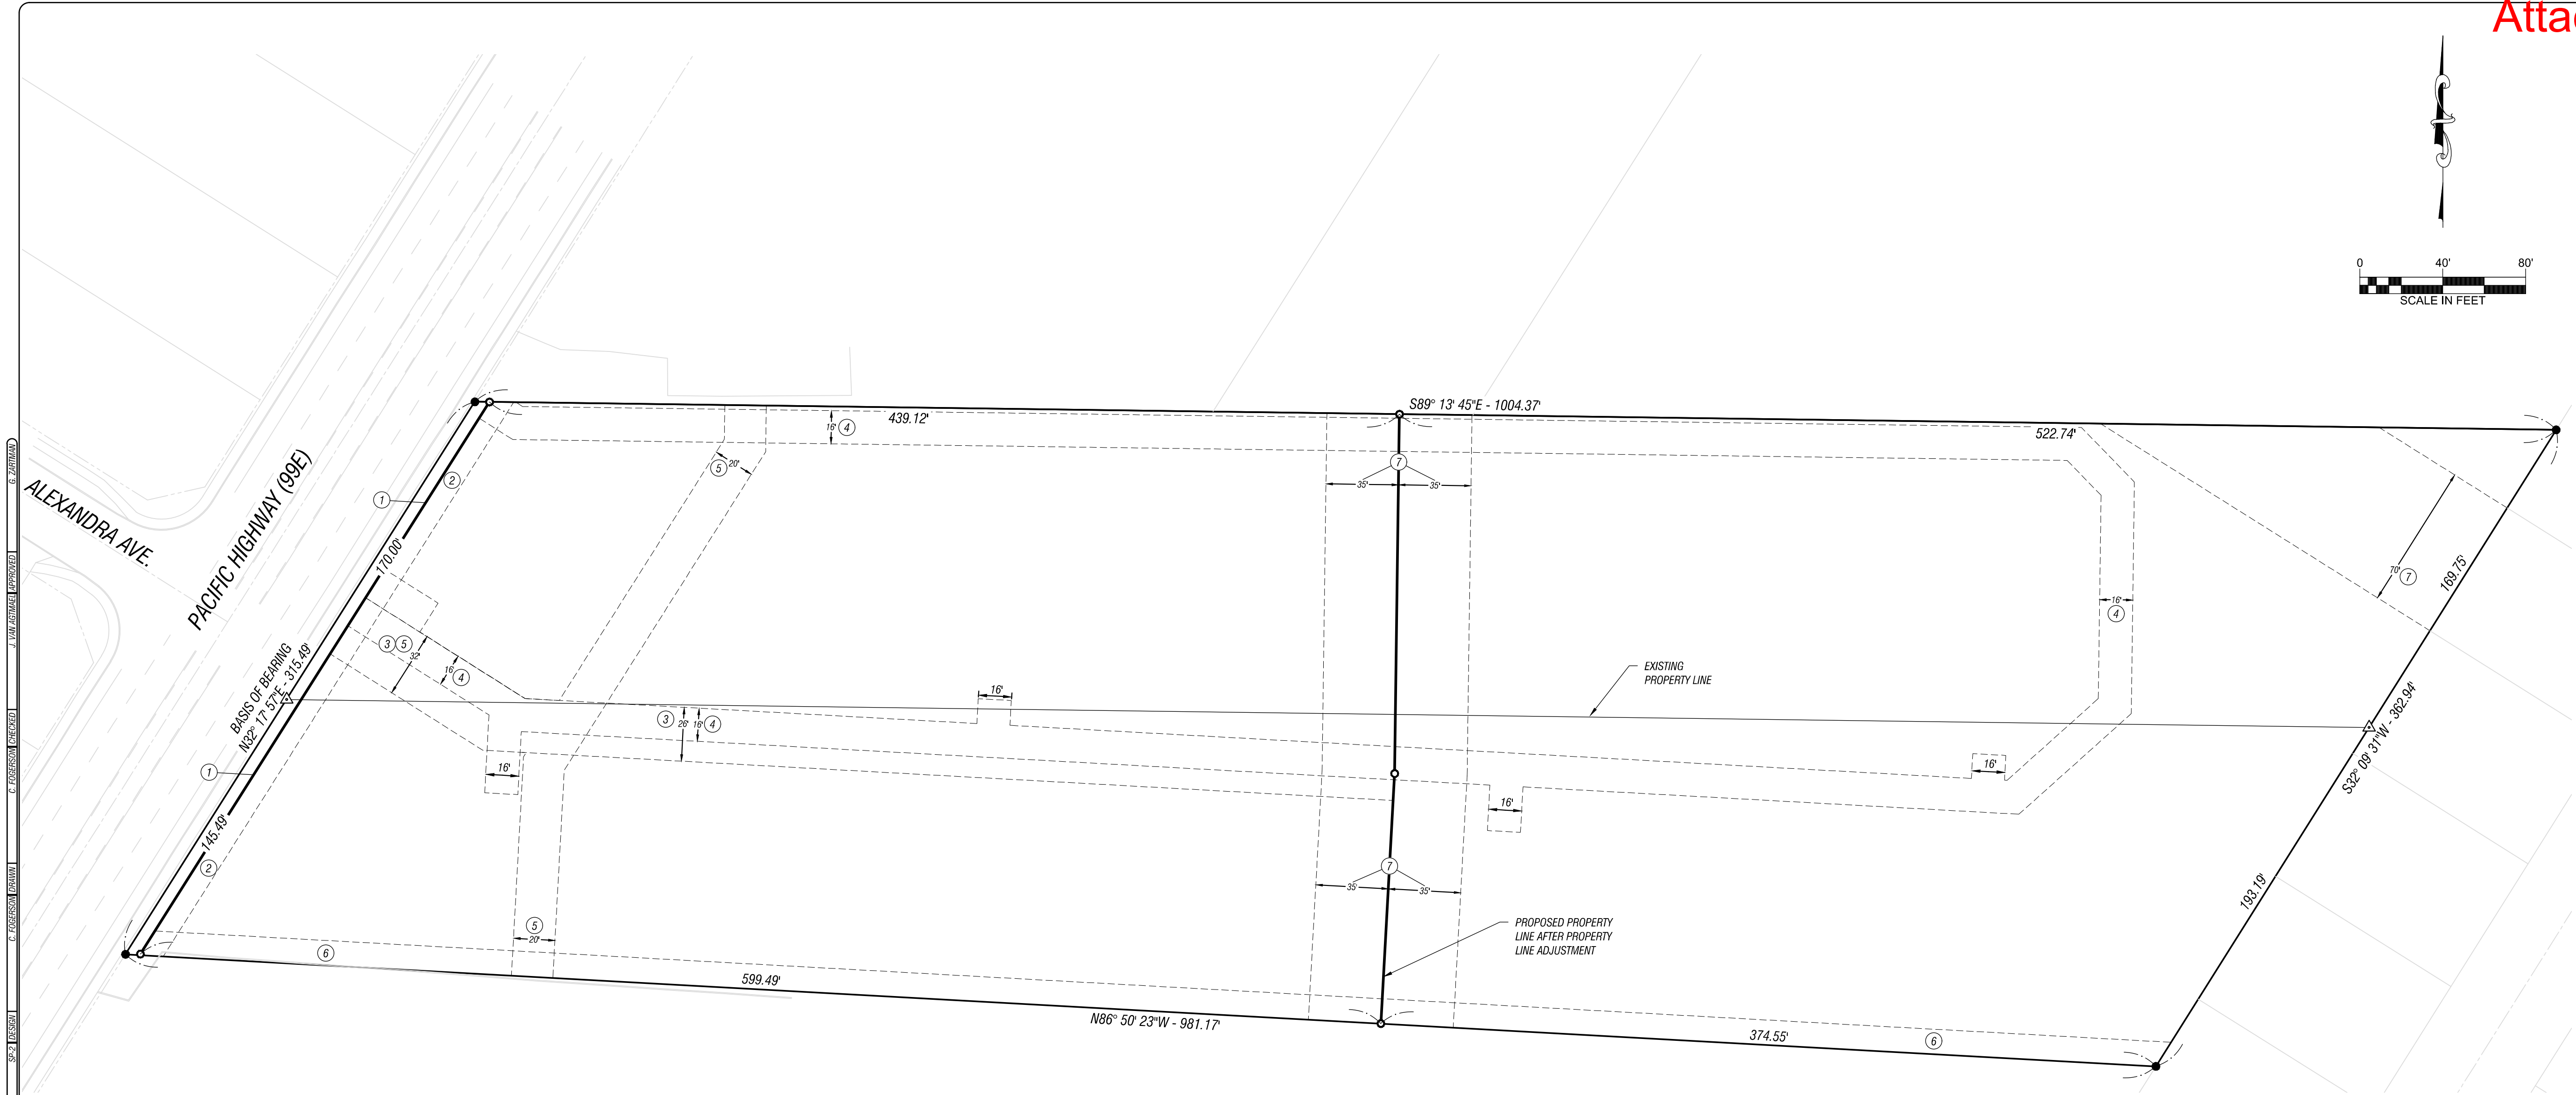 Attac
0 40' 80'
SCALE IN FEET
S89° 13' 45"E - 1004.37'
439.12'
522.74'
16' 4
5 20'
7
35' 35'
2
1
170.00'
ALEXANDRA AVE.
PACIFIC HIGHWAY (99E)
BASIS OF BEARING
N32° 17' 57"E - 315.49'
3 5
32'
16' 4
70' 7
169.75'
16'
4
EXISTING
PROPERTY LINE
16'
3 26' 16' 4
16'
16'
16'
S32° 09' 31"W - 362.94'
1
145.49'
2
7
35' 35'
193.19'
PROPOSED PROPERTY
LINE AFTER PROPERTY
LINE ADJUSTMENT
5
20'
6
599.49'
N86° 50' 23"W - 981.17'
374.55'
6
G. ZARTMAN
APPROVED
J. VAN AGTMAEL
CHECKED
C. FOGERSON
DRAWN
C. FOGERSON
DESIGN
SP-2